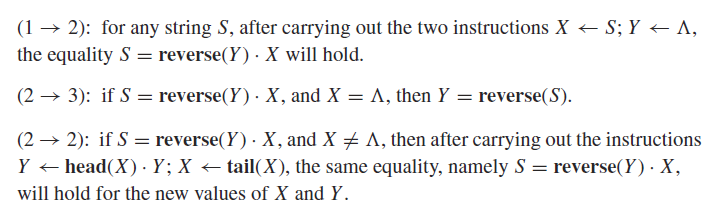 (1 → 2): for any string S, after carrying out the two instructions X ← S; Y ← Λ,
the equality S = reverse(Y) · X will hold.
(2 → 3): if S = reverse(Y) · X, and X = Λ, then Y = reverse(S).
(2 → 2): if S = reverse(Y) · X, and X ≠ Λ, then after carrying out the instructions
Y ← head(X) · Y; X ← tail(X), the same equality, namely S = reverse(Y) · X,
will hold for the new values of X and Y.